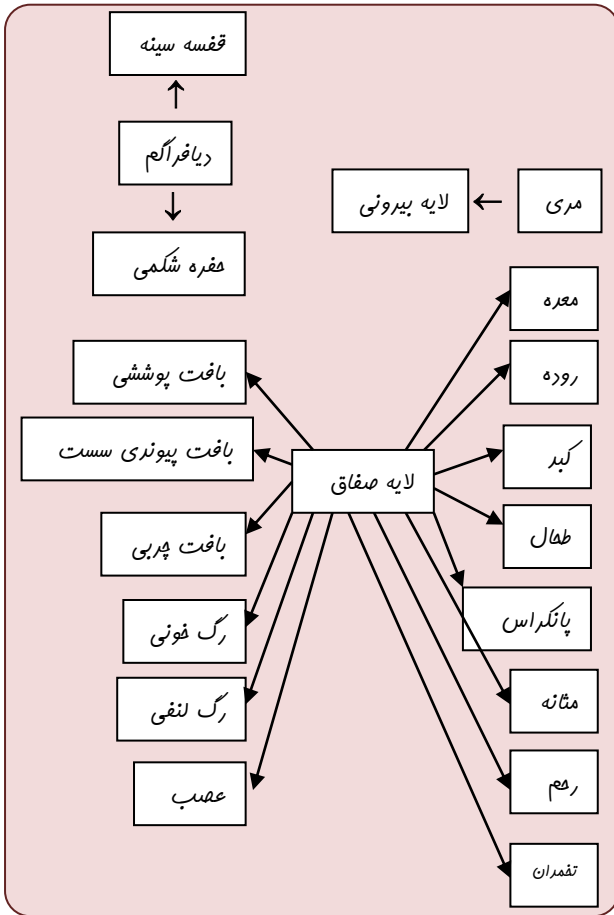 قفسه سینه
دیافراگم
حفره شکمی
مری
لایه بیرونی
معده
روده
کبد
طحال
پانکراس
مثانه
رحم
تخمدان
لایه صفاق
بافت پوششی
بافت پیوندی سست
بافت چربی
رگ خونی
رگ لنفی
عصب